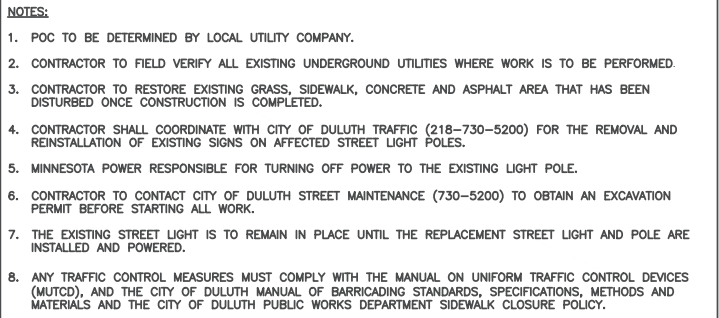 NOTES:
1. POC TO BE DETERMINED BY LOCAL UTILITY COMPANY.
2. CONTRACTOR TO FIELD VERIFY ALL EXISTING UNDERGROUND UTILITIES WHERE WORK IS TO BE PERFORMED.
3. CONTRACTOR TO RESTORE EXISTING GRASS, SIDEWALK, CONCRETE AND ASPHALT AREA THAT HAS BEEN
DISTURBED ONCE CONSTRUCTION IS COMPLETED.
4. CONTRACTOR SHALL COORDINATE WITH CITY OF DULUTH TRAFFIC (218-730-5200) FOR THE REMOVAL AND
REINSTALLATION OF EXISTING SIGNS ON AFFECTED STREET LIGHT POLES.
5. MINNESOTA POWER RESPONSIBLE FOR TURNING OFF POWER TO THE EXISTING LIGHT POLE.
6. CONTRACTOR TO CONTACT CITY OF DULUTH STREET MAINTENANCE (730-5200) TO OBTAIN AN EXCAVATION
PERMIT BEFORE STARTING ALL WORK.
7. THE EXISTING STREET LIGHT IS TO REMAIN IN PLACE UNTIL THE REPLACEMENT STREET LIGHT AND POLE ARE
INSTALLED AND POWERED.
8. ANY TRAFFIC CONTROL MEASURES MUST COMPLY WITH THE MANUAL ON UNIFORM TRAFFIC CONTROL DEVICES
(MUTCD), AND THE CITY OF DULUTH MANUAL OF BARRICADING STANDARDS, SPECIFICATIONS, METHODS AND
MATERIALS AND THE CITY OF DULUTH PUBLIC WORKS DEPARTMENT SIDEWALK CLOSURE POLICY.